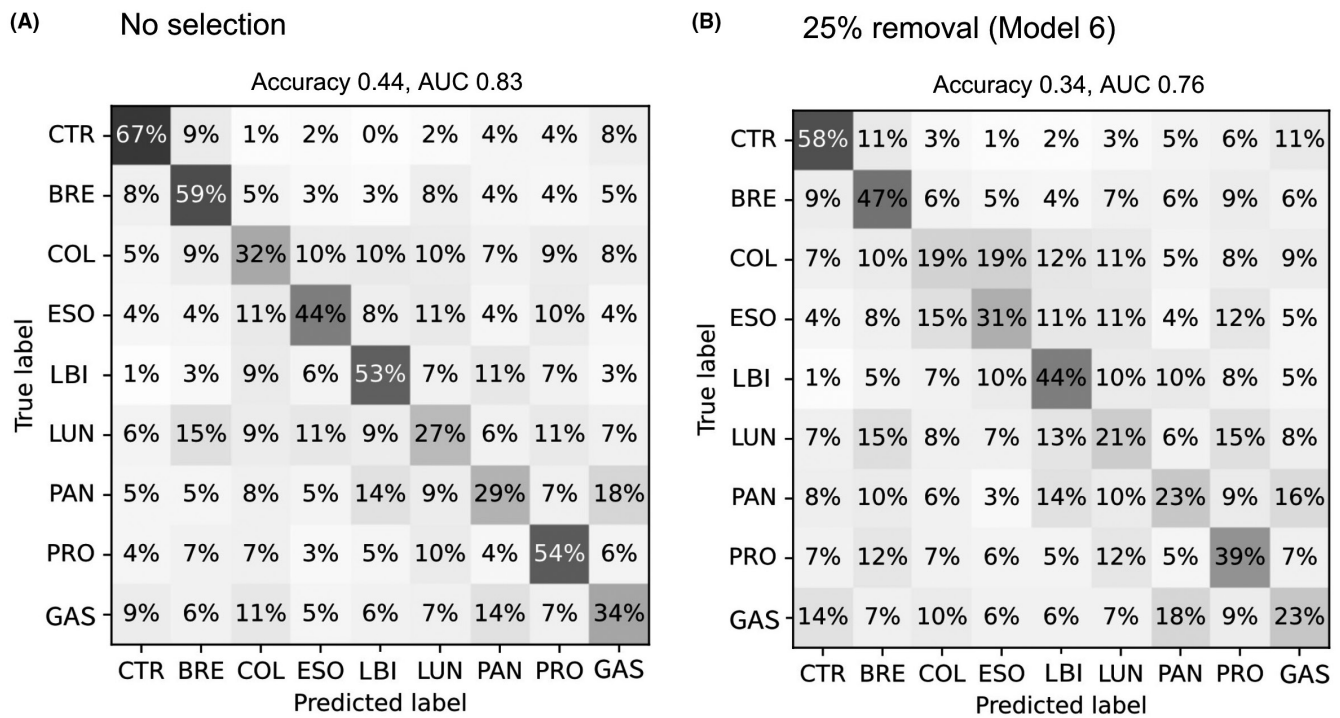 (A) No selection
Accuracy 0.44, AUC 0.83
True label
CTR 67% 9% 1% 2% 0% 2% 4% 4% 8%
BRE 8% 59% 5% 3% 3% 8% 4% 4% 5%
COL 5% 9% 32% 10% 10% 10% 7% 9% 8%
ESO 4% 4% 11% 44% 8% 11% 4% 10% 4%
LBI 1% 3% 9% 6% 53% 7% 11% 7% 3%
LUN 6% 15% 9% 11% 9% 27% 6% 11% 7%
PAN 5% 5% 8% 5% 14% 9% 29% 7% 18%
PRO 4% 7% 7% 3% 5% 10% 4% 54% 6%
GAS 9% 6% 11% 5% 6% 7% 14% 7% 34%
CTR BRE COL ESO LBI LUN PAN PRO GAS
Predicted label
(B) 25% removal (Model 6)
Accuracy 0.34, AUC 0.76
True label
CTR 58% 11% 3% 1% 2% 3% 5% 6% 11%
BRE 9% 47% 6% 5% 4% 7% 6% 9% 6%
COL 7% 10% 19% 19% 12% 11% 5% 8% 9%
ESO 4% 8% 15% 31% 11% 11% 4% 12% 5%
LBI 1% 5% 7% 10% 44% 10% 10% 8% 5%
LUN 7% 15% 8% 7% 13% 21% 6% 15% 8%
PAN 8% 10% 6% 3% 14% 10% 23% 9% 16%
PRO 7% 12% 7% 6% 5% 12% 5% 39% 7%
GAS 14% 7% 10% 6% 6% 7% 18% 9% 23%
CTR BRE COL ESO LBI LUN PAN PRO GAS
Predicted label